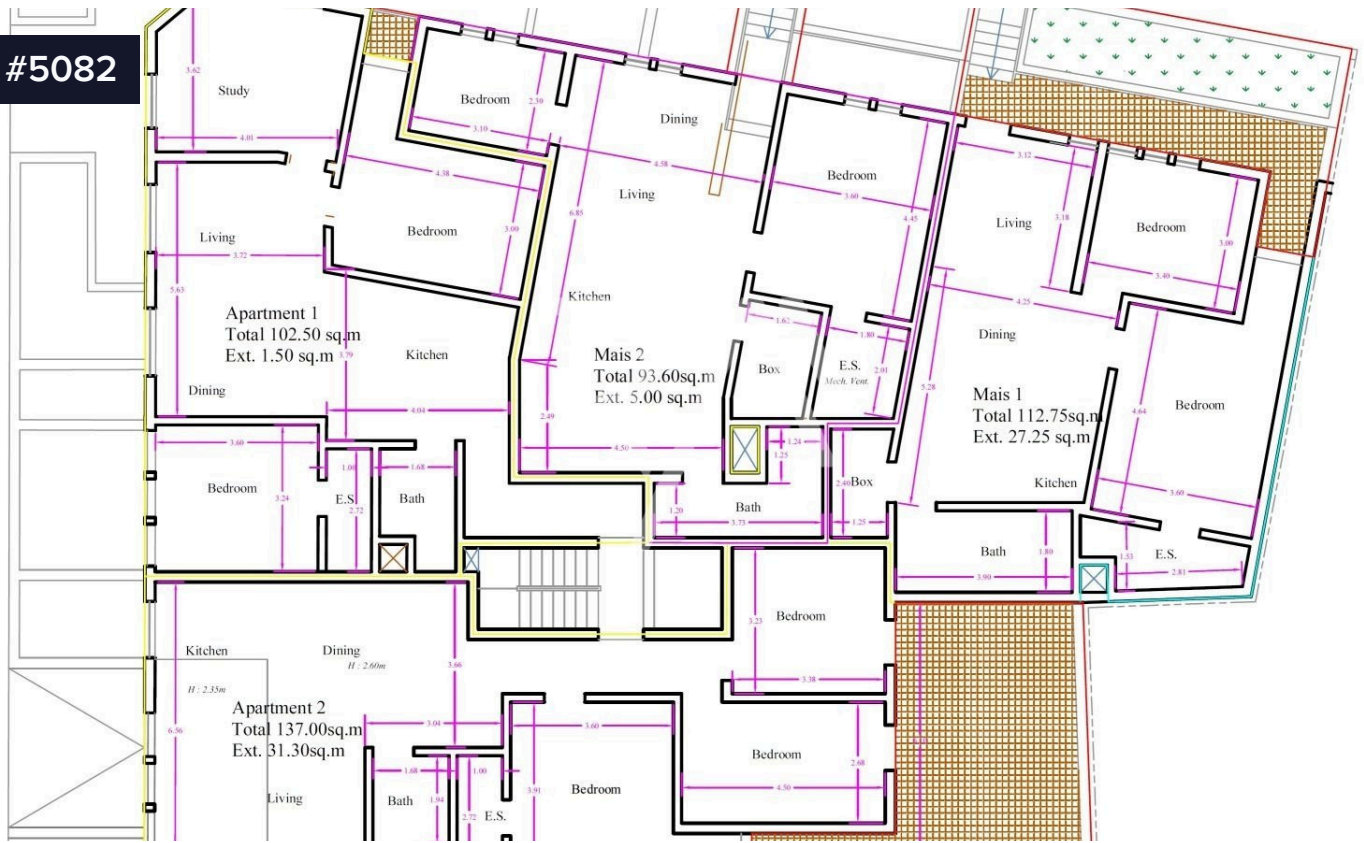 #5082
3.62
Study
4.01
Bedroom
2.30
3.10
Dining
4.58
Living
6.85
4.38
Bedroom
3.00
Bedroom
3.60
4.45
3.12
3.18
Living
Bedroom
3.00
3.40
4.25
Living
3.72
5.63
Kitchen
Dining
Apartment 1
Total 102.50 sq.m
Ext. 1.50 sq.m
3.79
Kitchen
Dining
4.04
Mais 2
Total 93.60sq.m
Ext. 5.00 sq.m
2.49
4.50
Box
1.80
E.S.
Mech. Vent.
2.01
5.28
4.64
Bedroom
Mais 1
Total 112.75sq.m
Ext. 27.25 sq.m
3.60
Bedroom
3.24
1.00
E.S.
2.72
1.68
Bath
1.24
1.25
Bath
1.20
3.73
2.40
Box
1.25
Kitchen
3.60
Bath
1.80
3.90
1.53
E.S.
2.81
Bedroom
3.23
3.38
Kitchen
Dining
H : 2.60m
3.66
H : 2.35m
6.56
Apartment 2
Total 137.00sq.m
Ext. 31.30sq.m
3.04
3.60
Bedroom
2.68
4.50
Living
1.68
Bath
1.94
1.00
2.72
E.S.
3.91
Bedroom